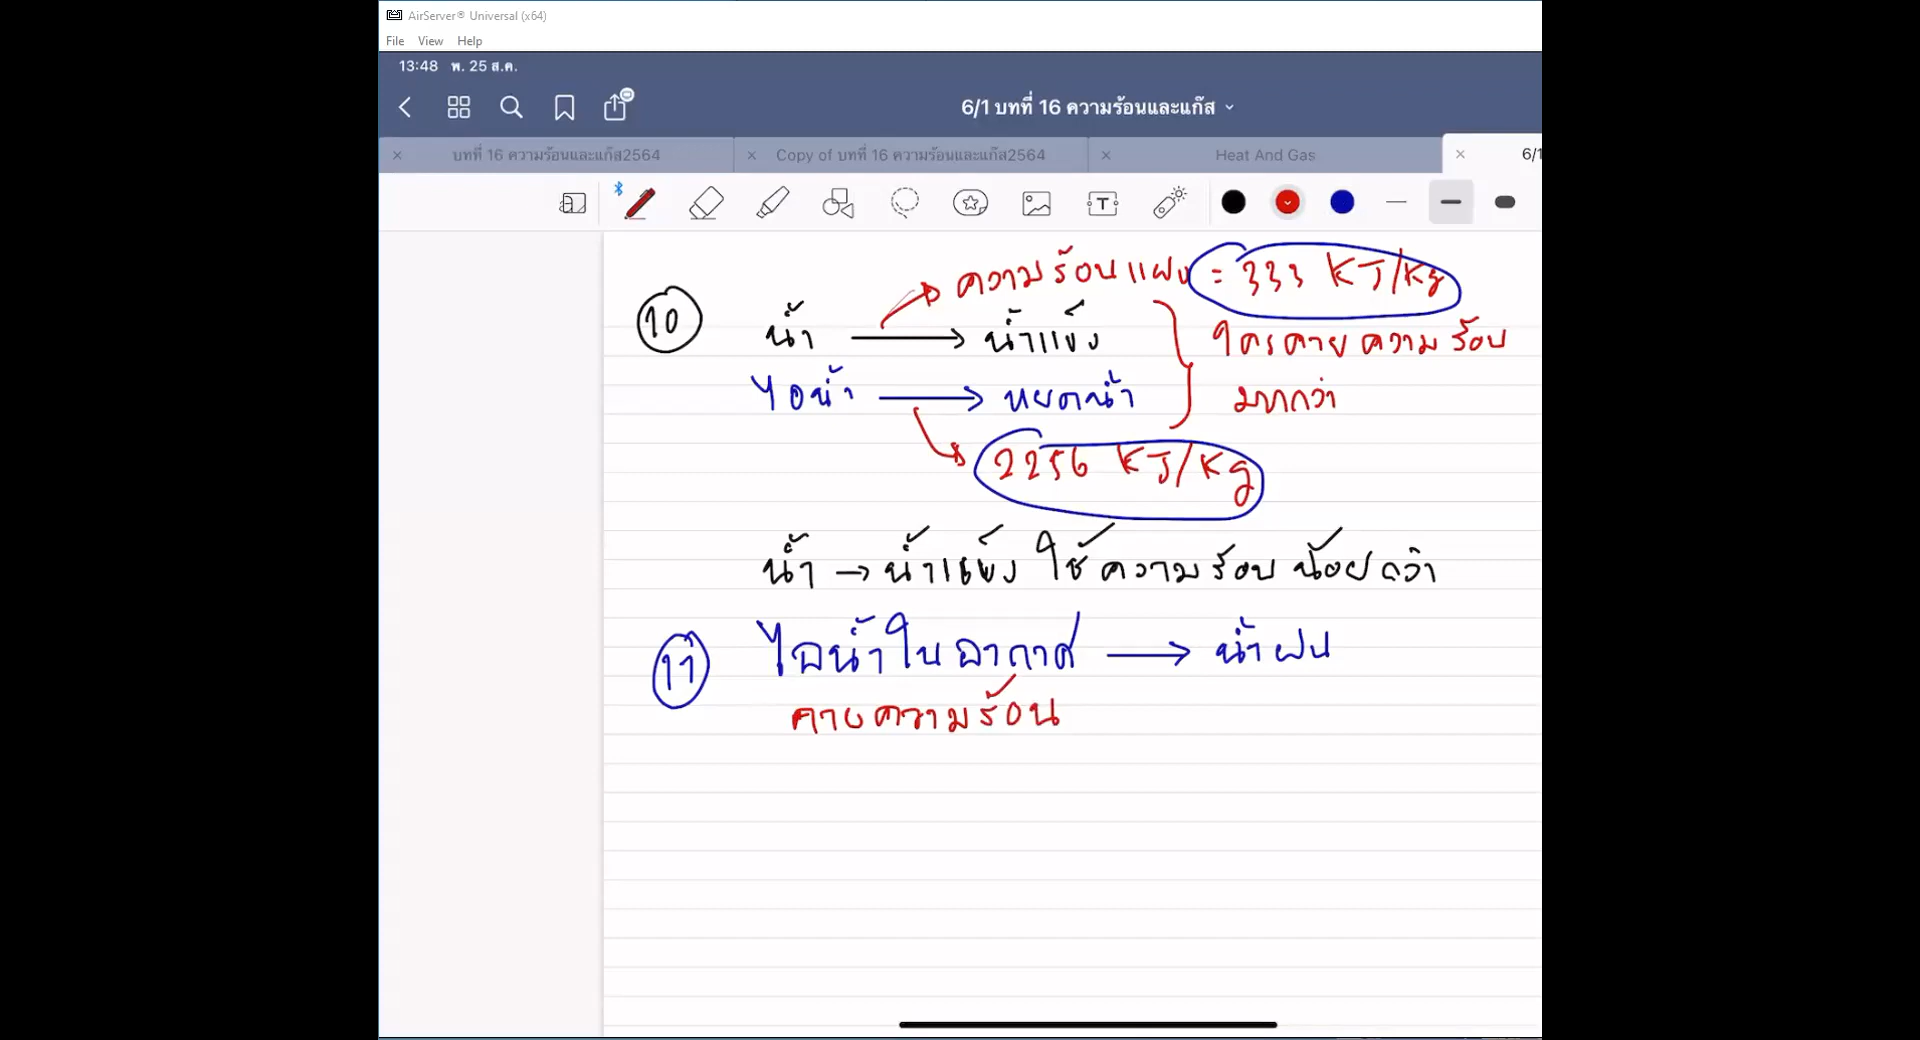 AirServer® Universal (x64)
File View Help
13:48 พ. 25 ส.ค.
6/1 บทที่ 16 ความร้อนและแก๊ส
บทที่ 16 ความร้อนและแก๊ส2564 Copy of บทที่ 16 ความร้อนและแก๊ส2564 Heat And Gas 6/1
ความร้อนแฝง = 333 KJ/Kg
10 น้ำ → น้ำแข็ง ใครคายความร้อน
ไอน้ำ → หยดน้ำ มากกว่า
2256 KJ/Kg
น้ำ → น้ำแข็ง ใช้ความร้อนน้อยกว่า
11 ไอน้ำในอากาศ → น้ำฝน
คายความร้อน